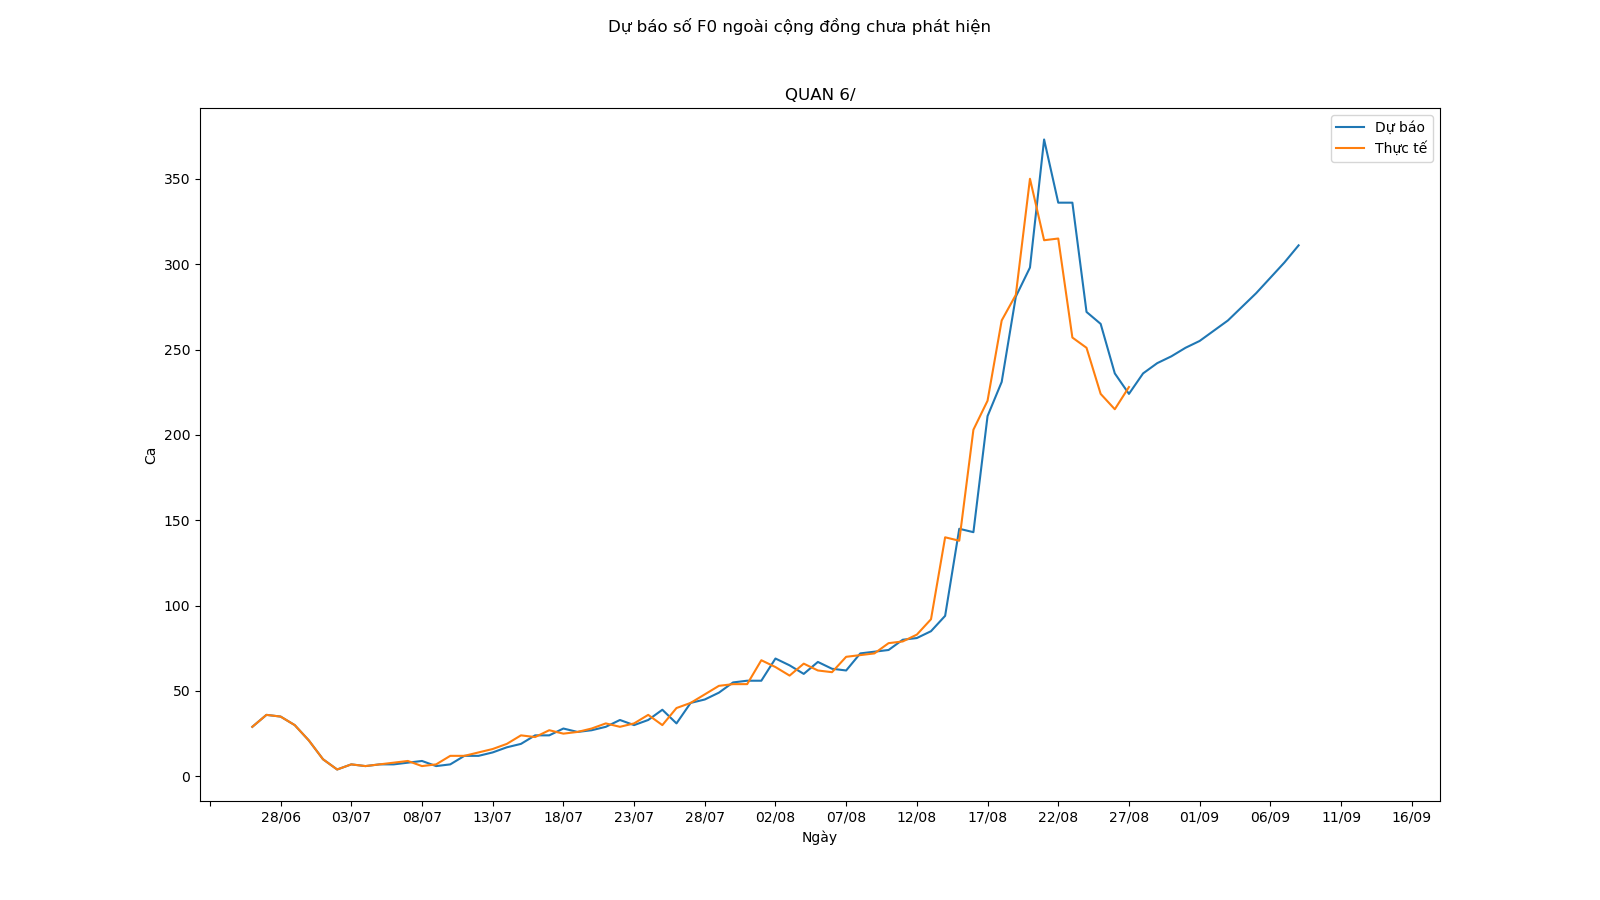 Dự báo số F0 ngoài cộng đồng chưa phát hiện
QUAN 6/
Dự báo
Thực tế
350
300
250
200
150
100
50
0
Ca
28/06 03/07 08/07 13/07 18/07 23/07 28/07 02/08 07/08 12/08 17/08 22/08 27/08 01/09 06/09 11/09 16/09
Ngày